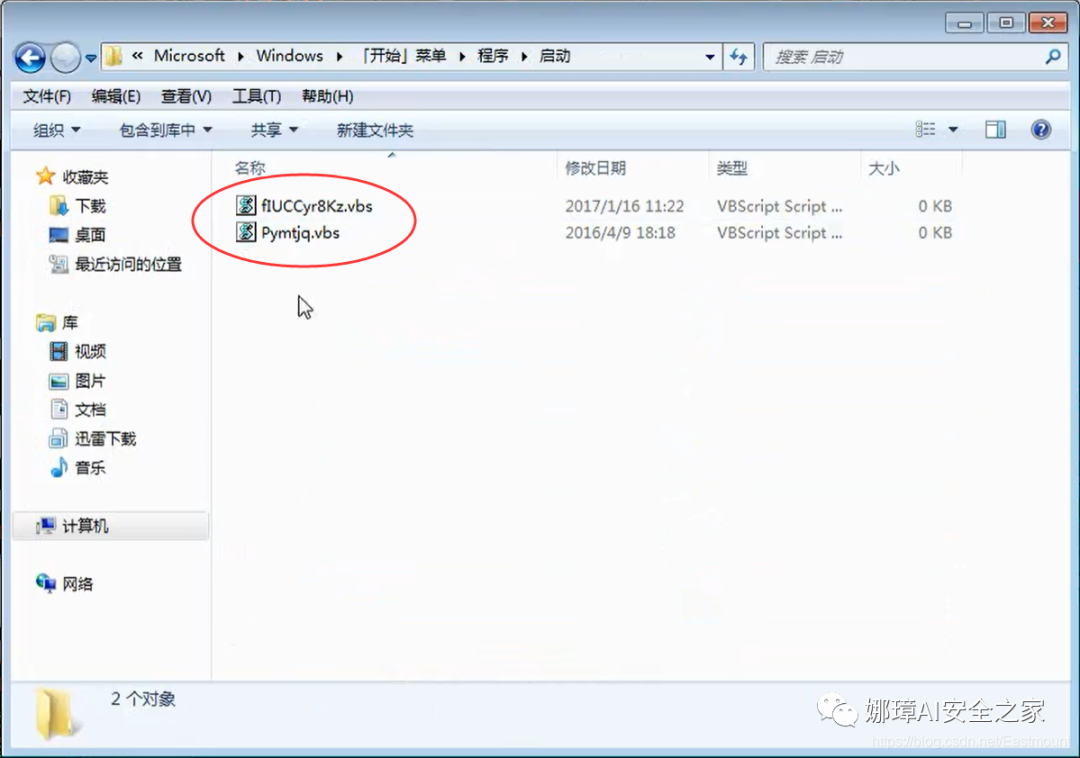 « Microsoft ▸ Windows ▸ 「开始」菜单 ▸ 程序 ▸ 启动
搜索 启动
文件(F) 编辑(E) 查看(V) 工具(T) 帮助(H)
组织 包含到库中 共享 新建文件夹
名称 修改日期 类型 大小
fIUCCyr8Kz.vbs 2017/1/16 11:22 VBScript Script ... 0 KB
Pymtjq.vbs 2016/4/9 18:18 VBScript Script ... 0 KB
收藏夹
下载
桌面
最近访问的位置
库
视频
图片
文档
迅雷下载
音乐
计算机
网络
2 个对象
娜璋AI安全之家
https://blog.csdn.net/Eastmount